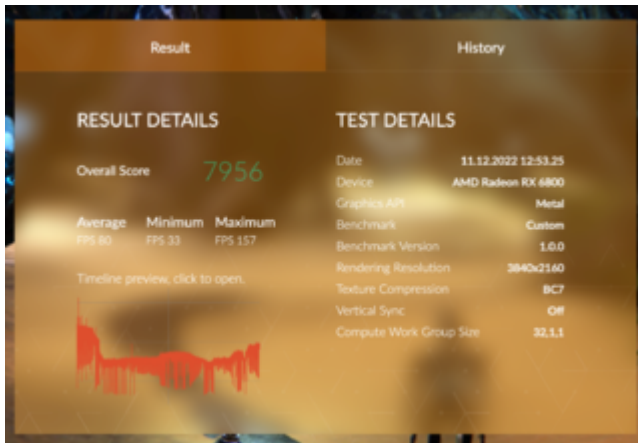 Result
History
RESULT DETAILS
Overall Score 7956
Average Minimum Maximum
FPS 80 FPS 33 FPS 157
Timeline preview, click to open.
TEST DETAILS
Date 11.12.2022 12:53.25
Device AMD Radeon RX 6800
Graphics API Metal
Benchmark Custom
Benchmark Version 1.0.0
Rendering Resolution 3840x2160
Texture Compression BC7
Vertical Sync Off
Compute Work Group Size 32,1,1